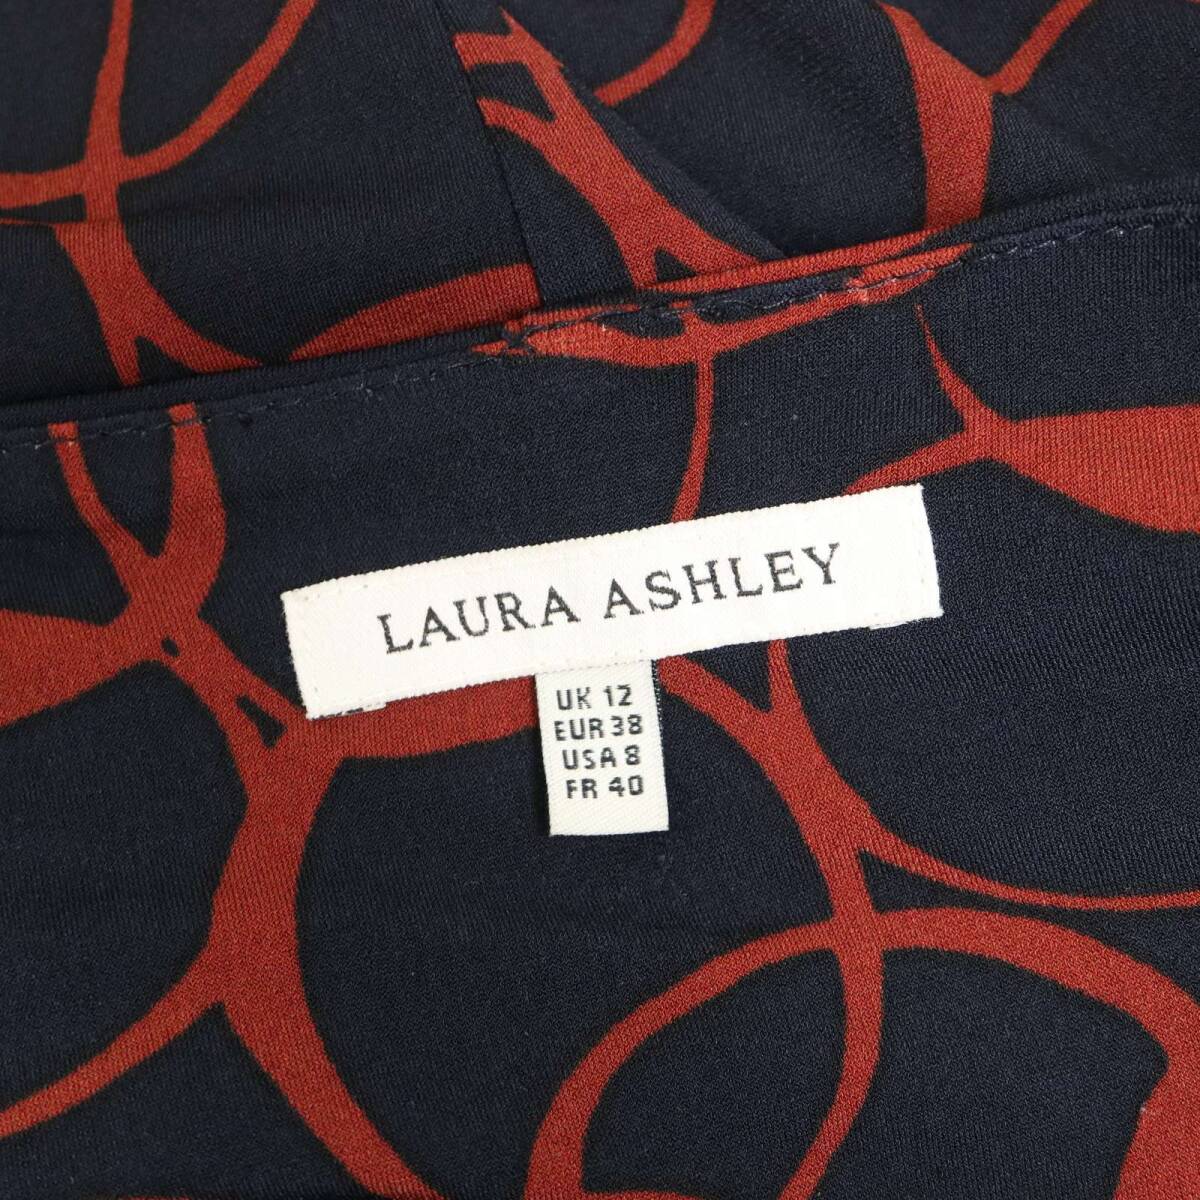 LAURA ASHLEY
UK 12
EUR 38
USA 8
FR 40